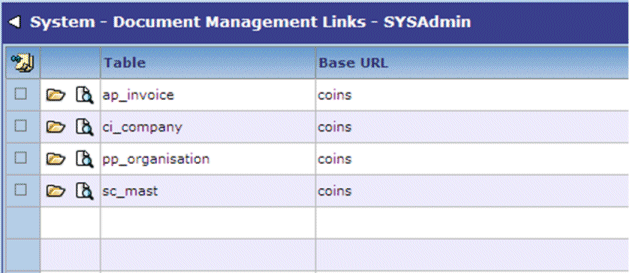 System - Document Management Links - SYSAdmin
Table Base URL
ap_invoice coins
ci_company coins
pp_organisation coins
sc_mast coins